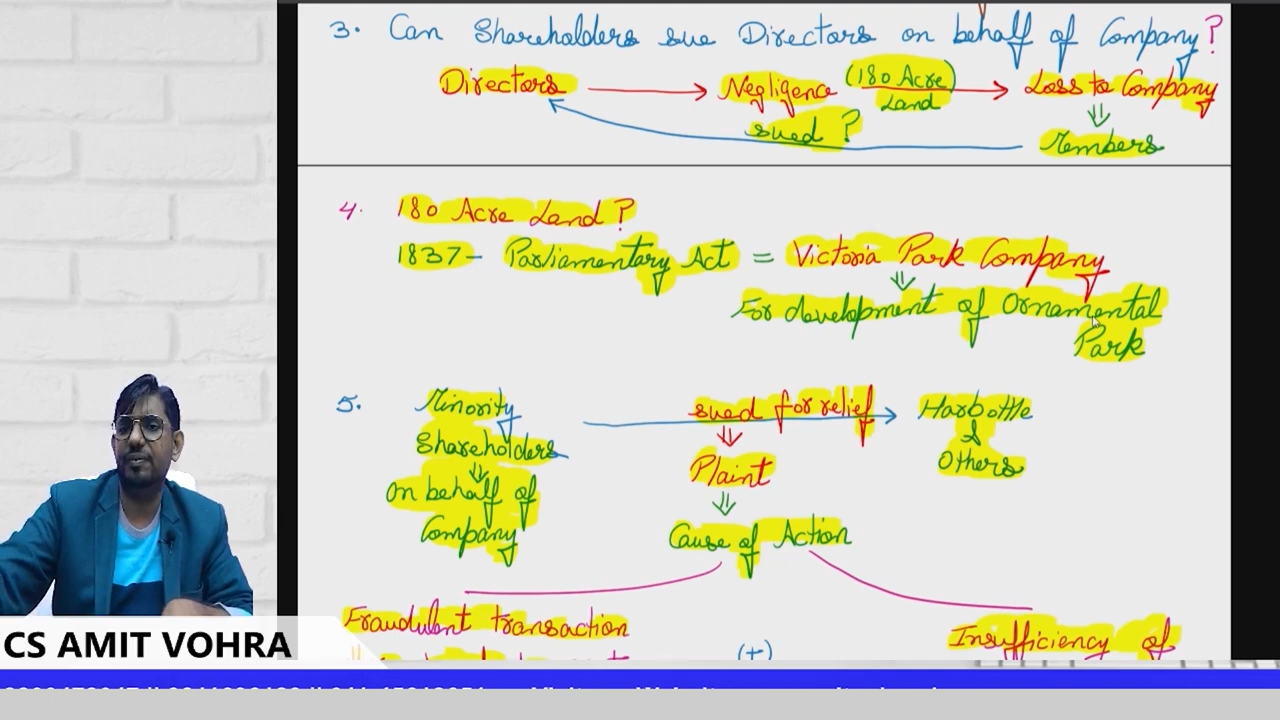 3. Can Shareholders sue Directors on behalf of Company?
Directors Negligence (180 Acre) Loss to Company
Land
sued? ⇓
Members
4. 180 Acre Land?
1837- Parliamentary Act = Victoria Park Company
⇓
For development of Ornamental
Park
5. Minority sued for relief Harbottle
Shareholders ⇓ &
⇓ Plaint Others
On behalf of ⇓
Company Cause of Action
Fraudulent transaction
(+) Insufficiency of
CS AMIT VOHRA